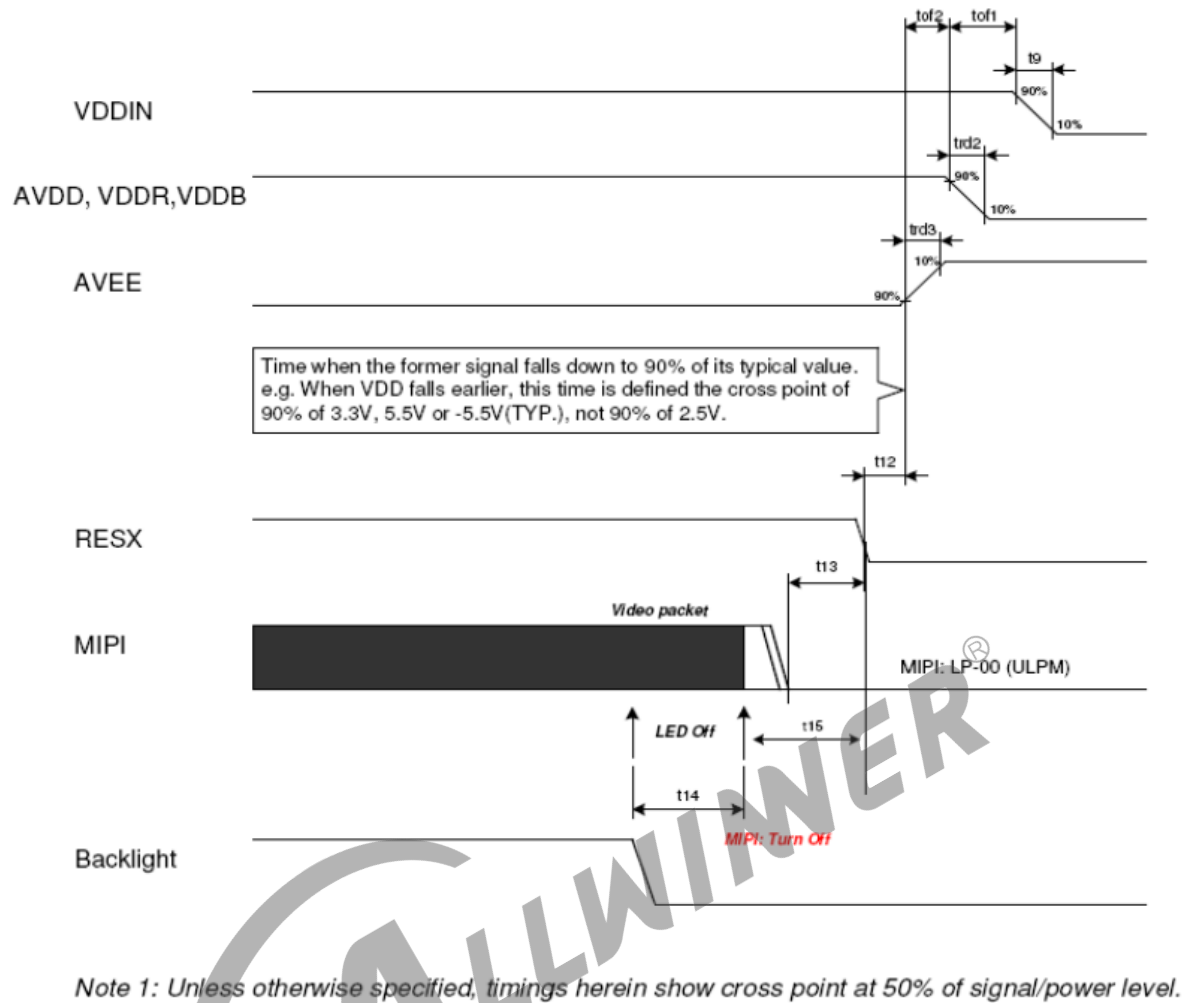 tof2 tof1
t9
VDDIN
90%
10%
trd2
AVDD, VDDR,VDDB
90%
10%
trd3
AVEE
10%
90%
Time when the former signal falls down to 90% of its typical value.
e.g. When VDD falls earlier, this time is defined the cross point of
90% of 3.3V, 5.5V or -5.5V(TYP.), not 90% of 2.5V.
t12
RESX
t13
Video packet
MIPI
MIPI: LP-00 (ULPM)
LED Off
t15
t14
MIPI: Turn Off
Backlight
ALLWINNER®
Note 1: Unless otherwise specified, timings herein show cross point at 50% of signal/power level.